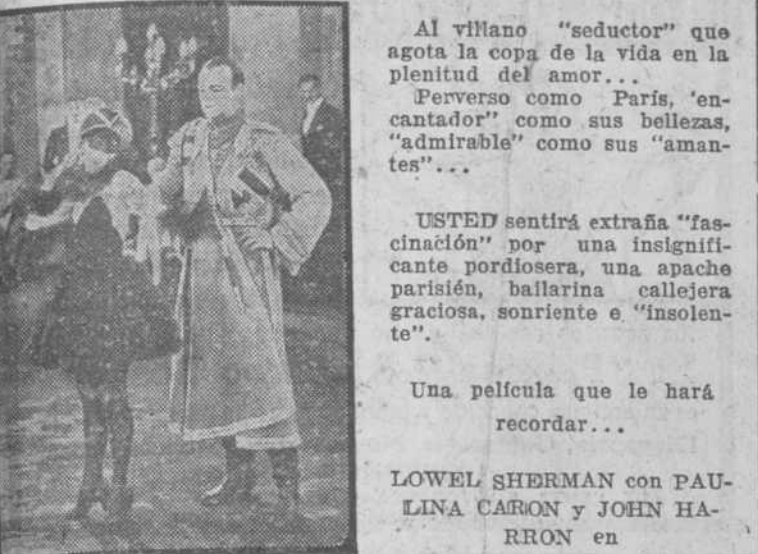 Al villano "seductor" que
agota la copa de la vida en la
plenitud del amor...
Perverso como París, 'en-
cantador" como sus bellezas,
"admirable" como sus "aman-
tes"...
USTED sentirá extraña "fas-
cinación" por una insignifi-
cante pordiosera, una apache
parisién, bailarina callejera
graciosa, sonriente e "insolen-
te".
Una película que le hará
recordar...
LOWEL SHERMAN con PAU-
LINA CARON y JOHN HA-
RRON en